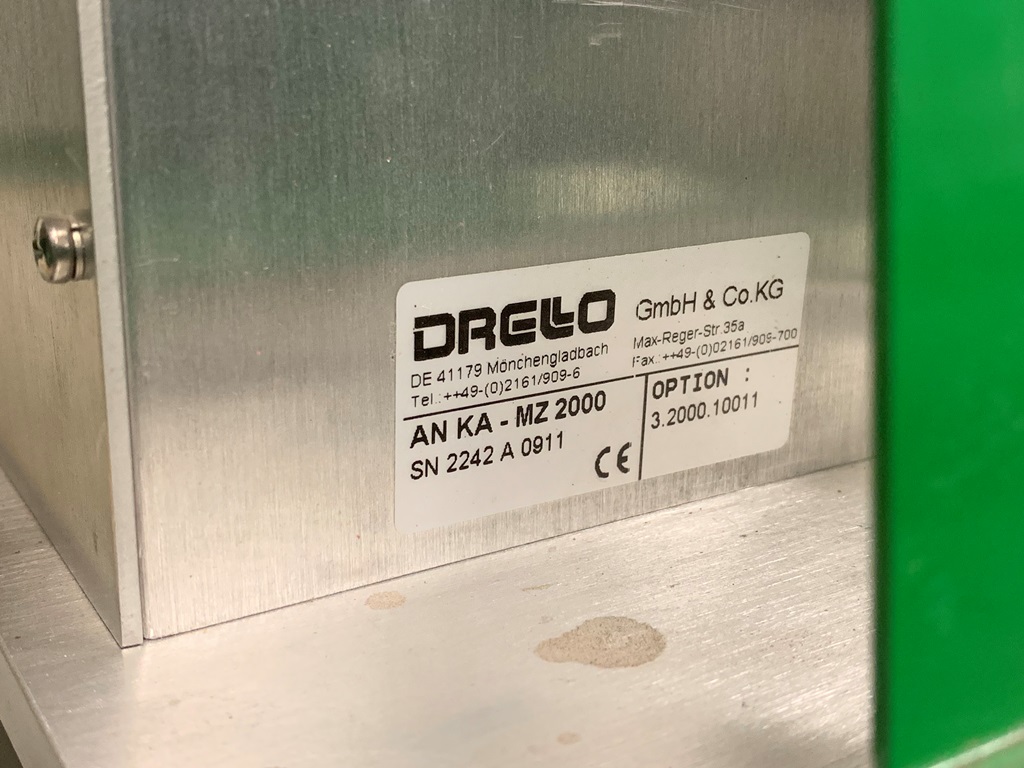 DRELLO GmbH & Co.KG
DE 41179 Mönchengladbach Max-Reger-Str.35a
Tel.:++49-(0)2161/909-6 Fax.:++49-(0)02161/909-700
AN KA - MZ 2000
SN 2242 A 0911
CE
OPTION :
3.2000.10011